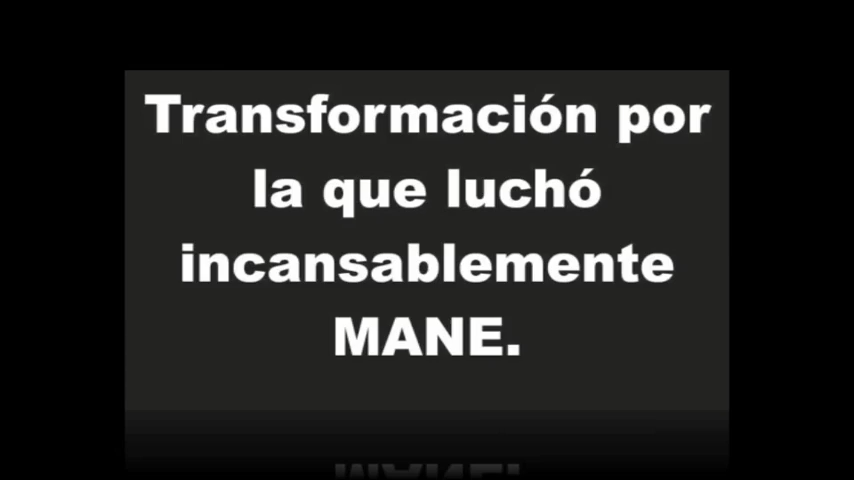 Transformación por
la que luchó
incansablemente
MANE.